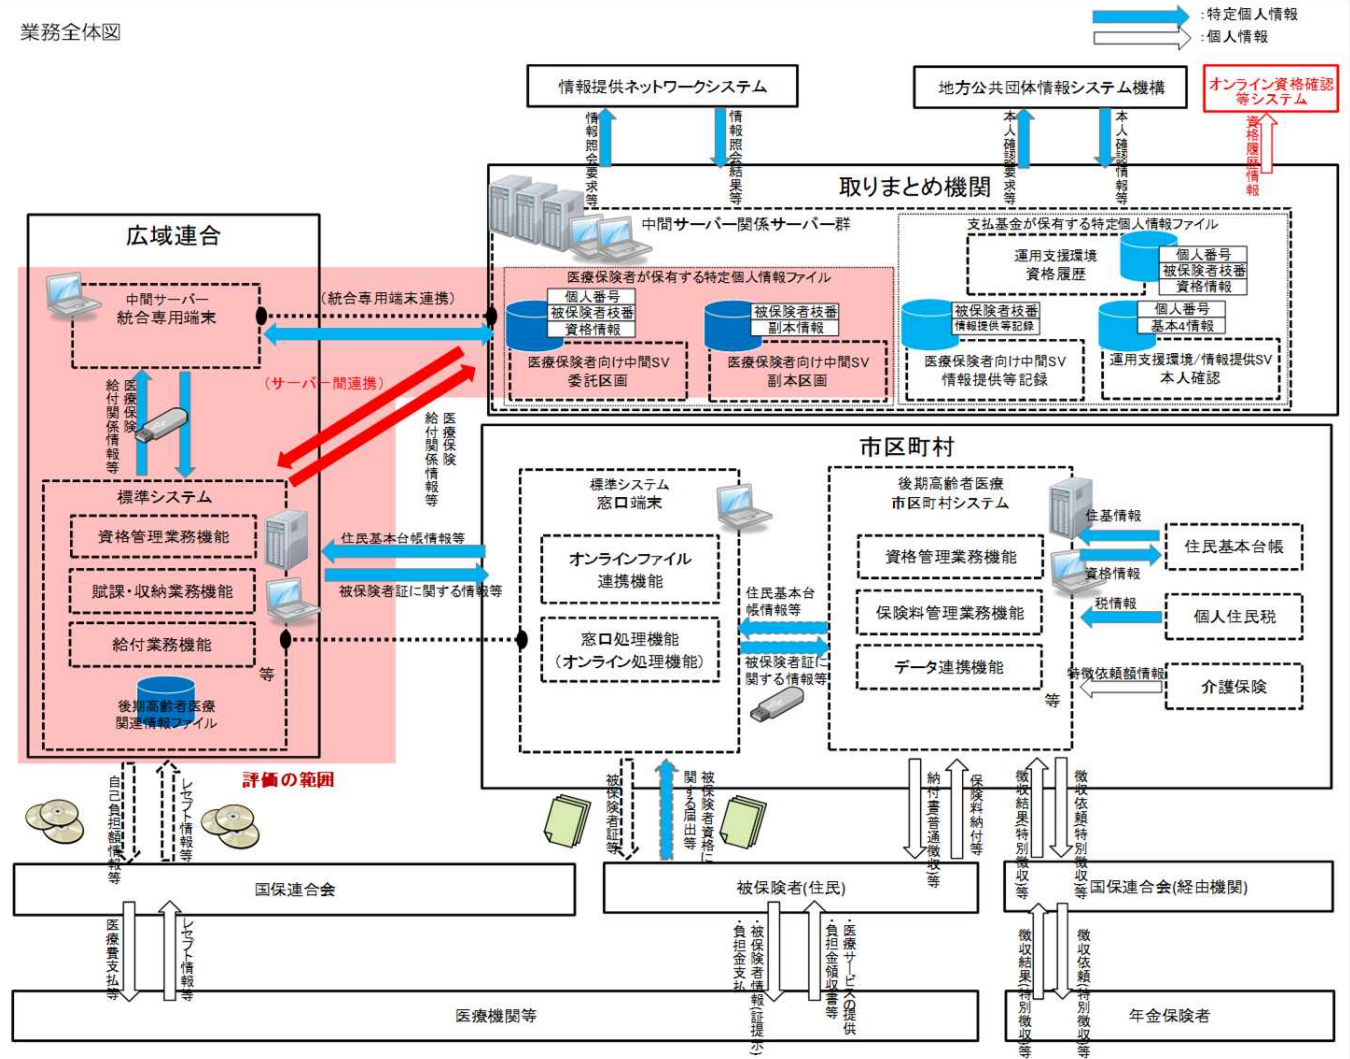 業務全体図
:特定個人情報
:個人情報
情報提供ネットワークシステム
地方公共団体情報システム機構
オンライン資格確認
等システム
情報照会要求等
情報照会結果等
本人確認要求等
本人確認情報等
資格履歴情報
取りまとめ機関
中間サーバー関係サーバー群
支払基金が保有する特定個人情報ファイル
運用支援環境
資格履歴
個人番号
被保険者枝番
資格情報
医療保険者が保有する特定個人情報ファイル
個人番号
被保険者枝番
資格情報
医療保険者向け中間SV
委託区画
被保険者枝番
副本情報
医療保険者向け中間SV
副本区画
被保険者枝番
情報提供等記録
医療保険者向け中間SV
情報提供等記録
個人番号
基本4情報
運用支援環境/情報提供SV
本人確認
広域連合
中間サーバー
統合専用端末
(統合専用端末連携)
(サーバー間連携)
医療保険
給付関係情報等
医療保険
給付関係情報等
標準システム
資格管理業務機能
賦課・収納業務機能
給付業務機能
等
後期高齢者医療
関連情報ファイル
評価の範囲
住民基本台帳情報等
被保険者証に関する情報等
市区町村
標準システム
窓口端末
オンラインファイル
連携機能
窓口処理機能
(オンライン処理機能)
住民基本台
帳情報等
被保険者証に
関する情報等
後期高齢者医療
市区町村システム
資格管理業務機能
保険料管理業務機能
データ連携機能
等
住基情報
資格情報
税情報
特徴依頼額情報
住民基本台帳
個人住民税
介護保険
自己負担額情報等
レセプト情報等
被保険者証等
被保険者資格に
関する届出等
納付書(普通徴収)等
保険料納付等
徴収結果(特別徴収)等
徴収依頼(特別徴収)等
国保連合会
被保険者(住民)
国保連合会(経由機関)
医療費支払等
レセプト情報等
・被保険者情報(証提示)
・負担金支払
・医療サービスの提供
・負担金領収書等
徴収結果(特別徴収)等
徴収依頼(特別徴収)等
医療機関等
年金保険者